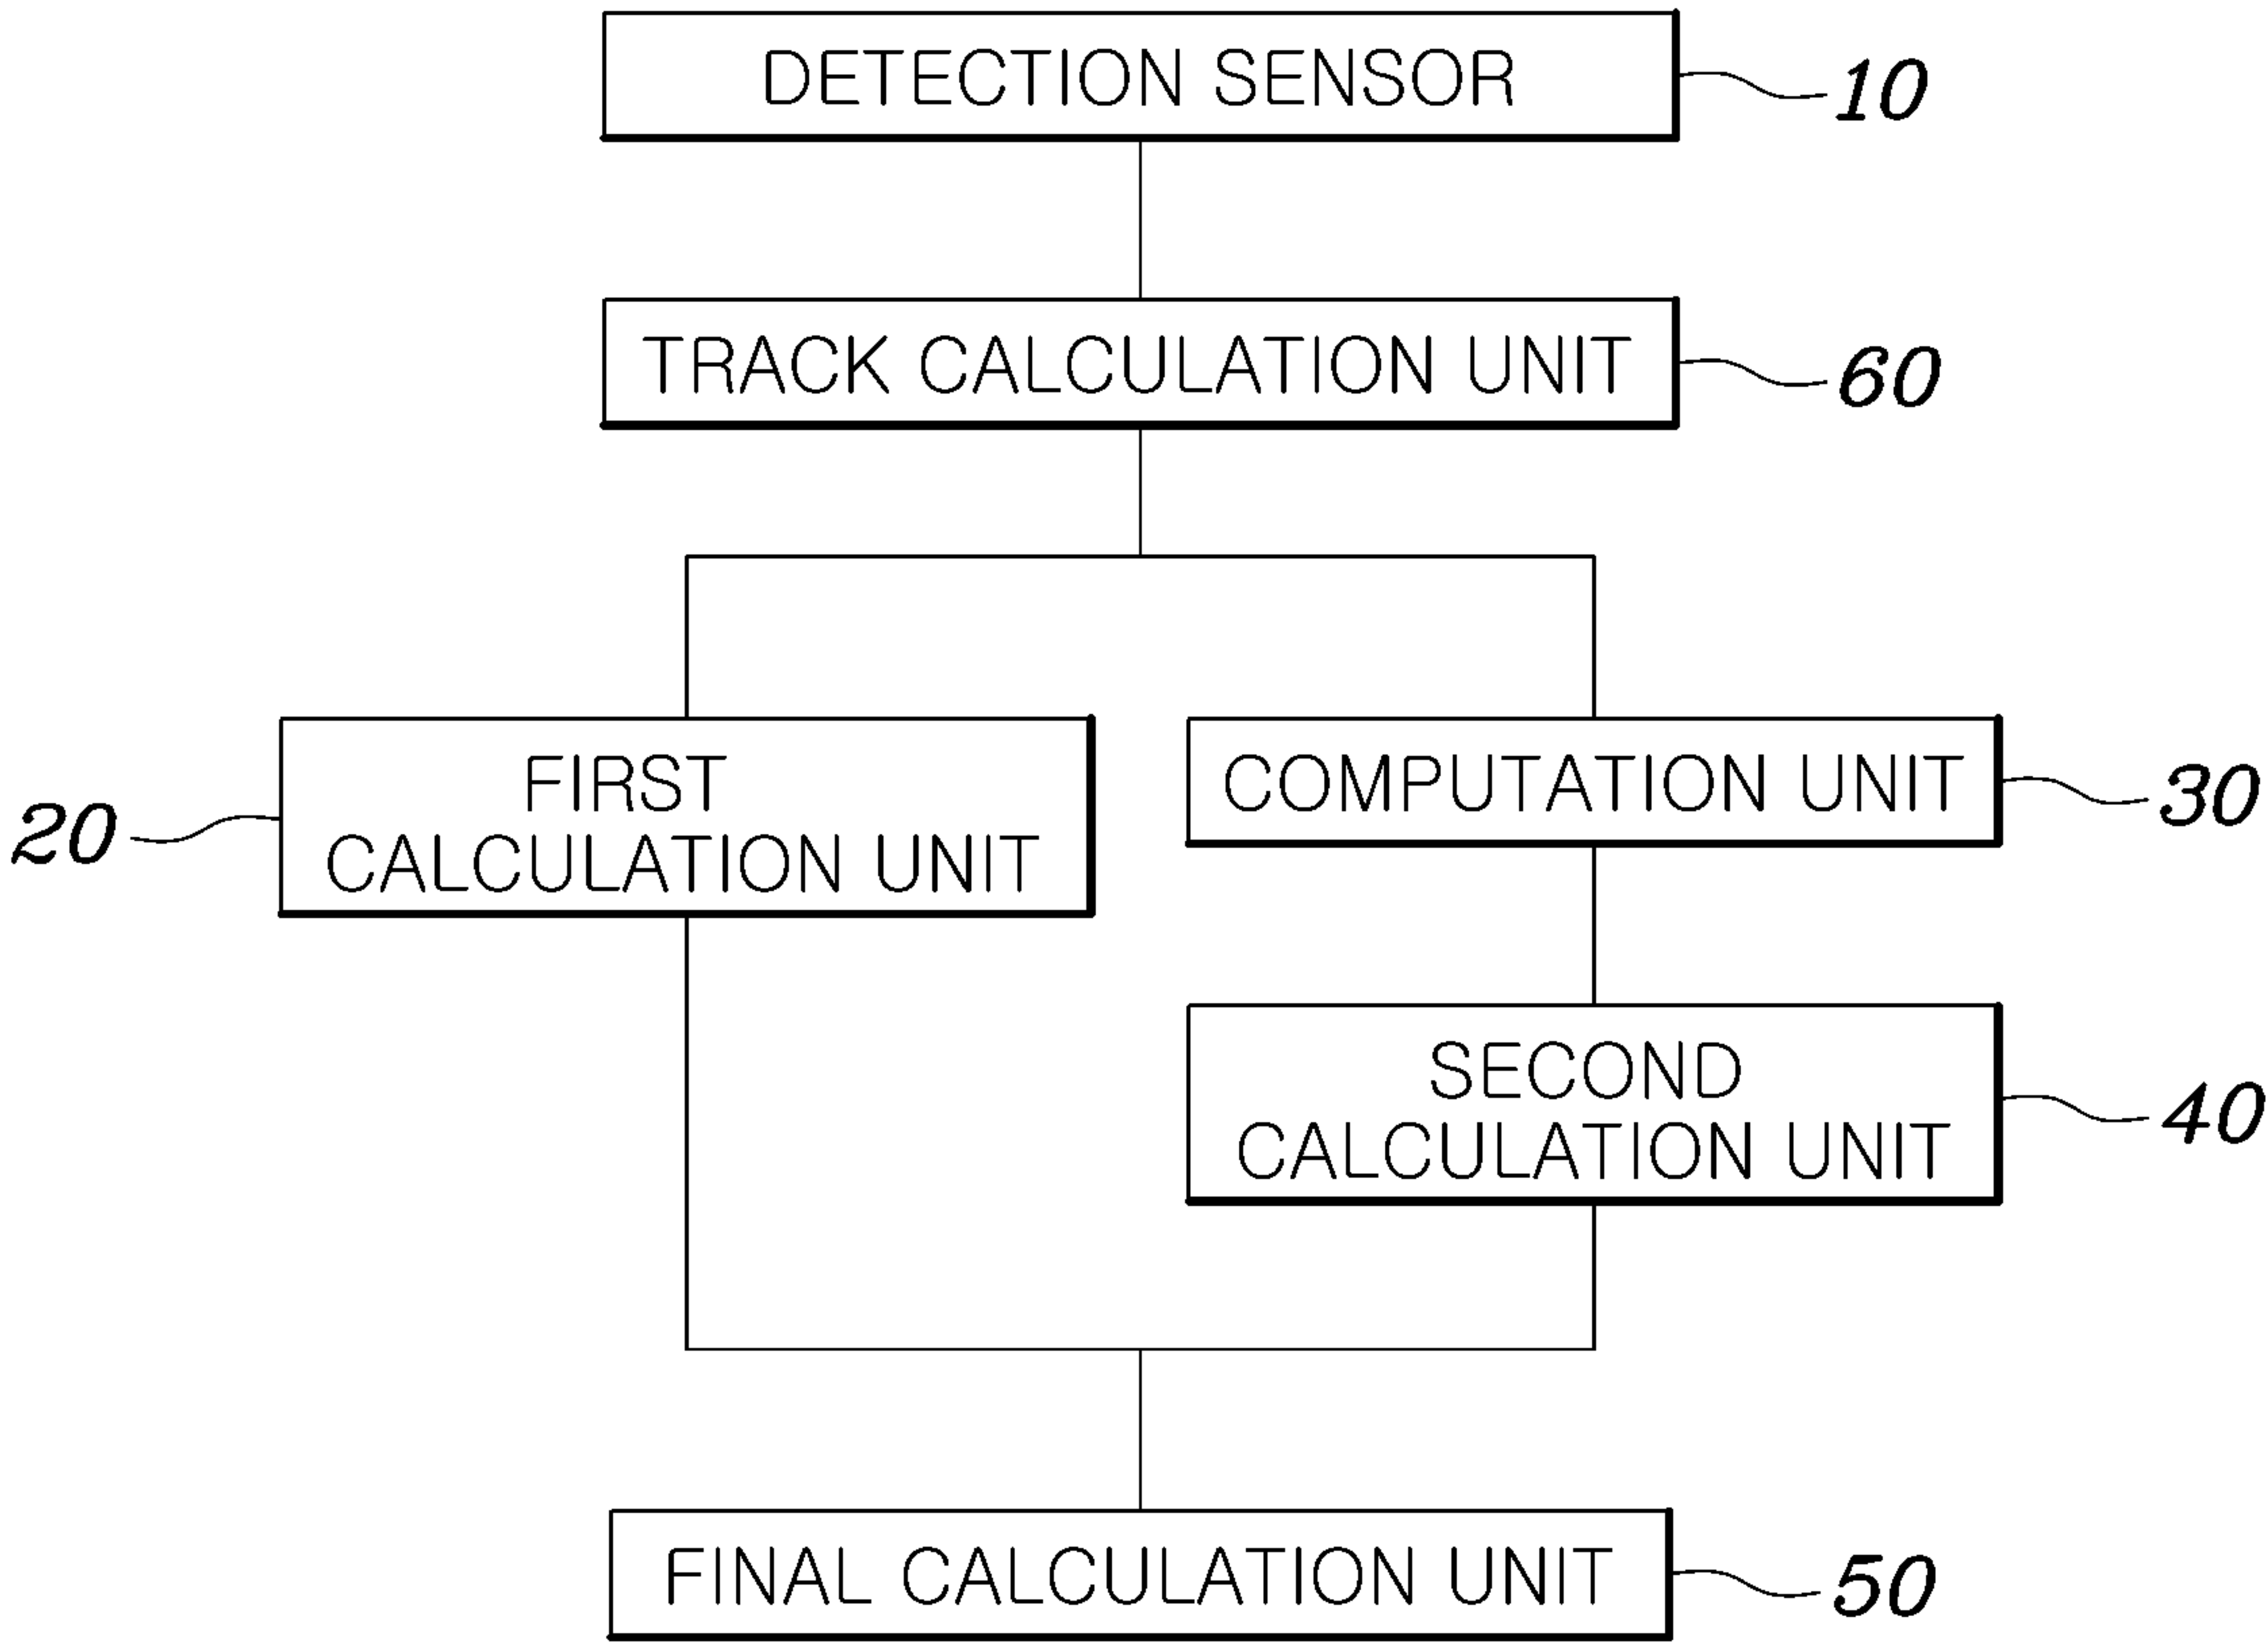 DETECTION SENSOR
10
TRACK CALCULATION UNIT
60
FIRST
CALCULATION UNIT
20
COMPUTATION UNIT
30
SECOND
CALCULATION UNIT
40
FINAL CALCULATION UNIT
50